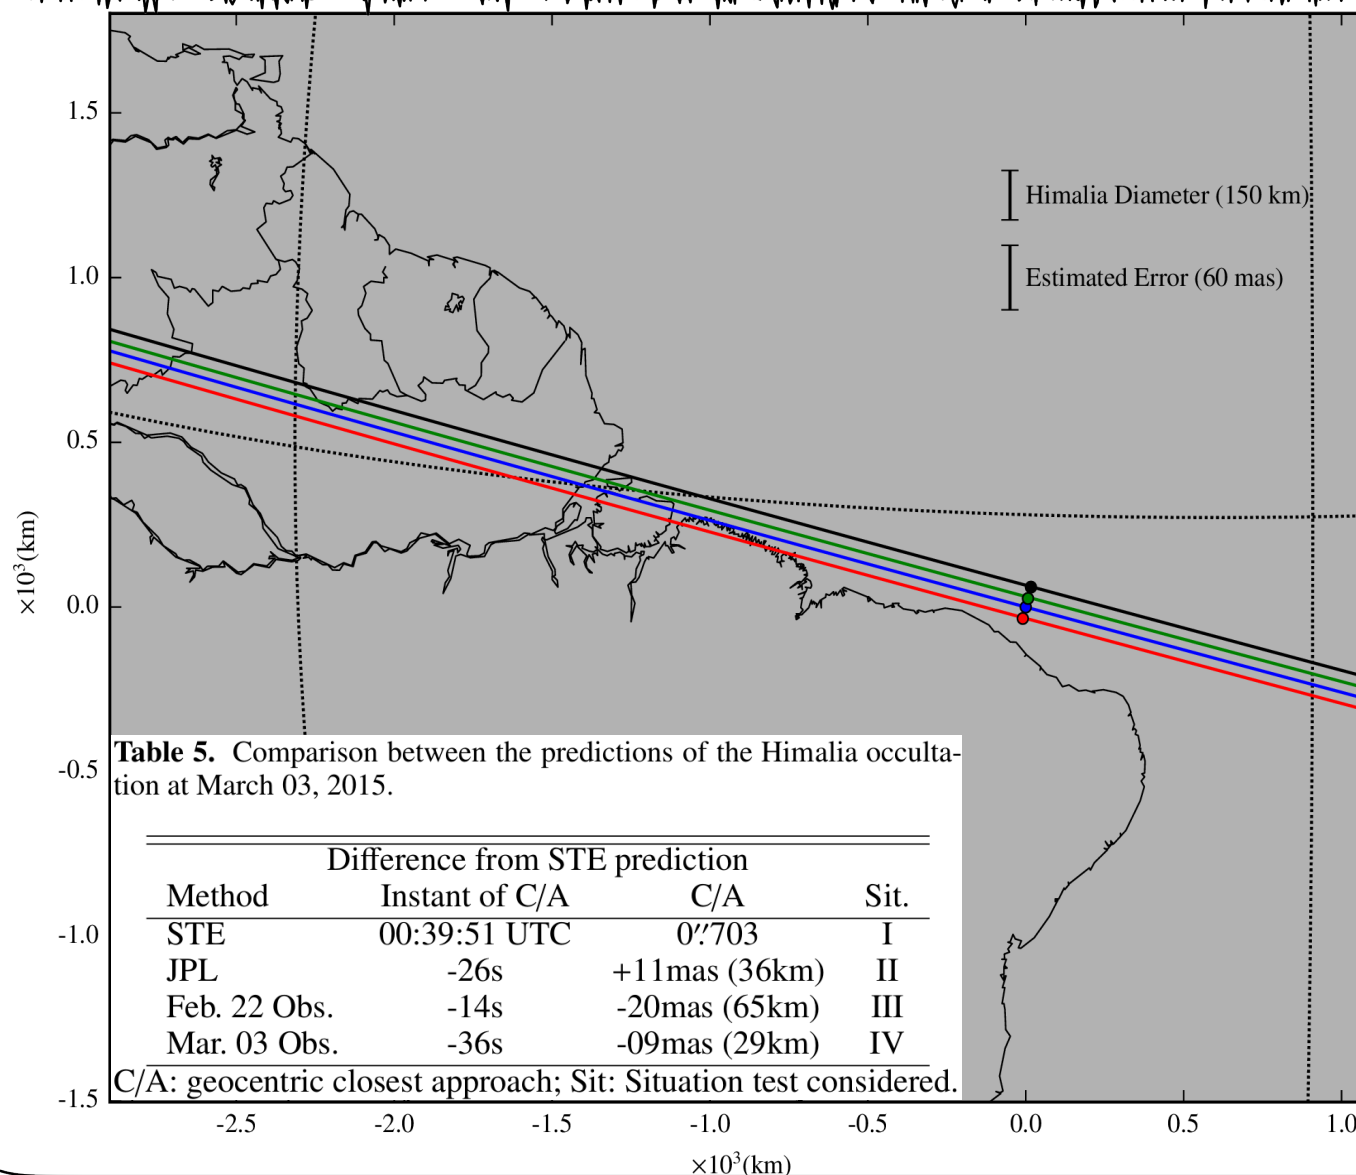 1.5
Himalia Diameter (150 km)
1.0
Estimated Error (60 mas)
0.5
×10³(km)
0.0
-0.5
Table 5. Comparison between the predictions of the Himalia occulta-
tion at March 03, 2015.
Difference from STE prediction
Method Instant of C/A C/A Sit.
STE 00:39:51 UTC 0″.703 I
JPL -26s +11mas (36km) II
Feb. 22 Obs. -14s -20mas (65km) III
Mar. 03 Obs. -36s -09mas (29km) IV
C/A: geocentric closest approach; Sit: Situation test considered.
-1.0
-1.5
-2.5 -2.0 -1.5 -1.0 -0.5 0.0 0.5 1.0
×10³(km)